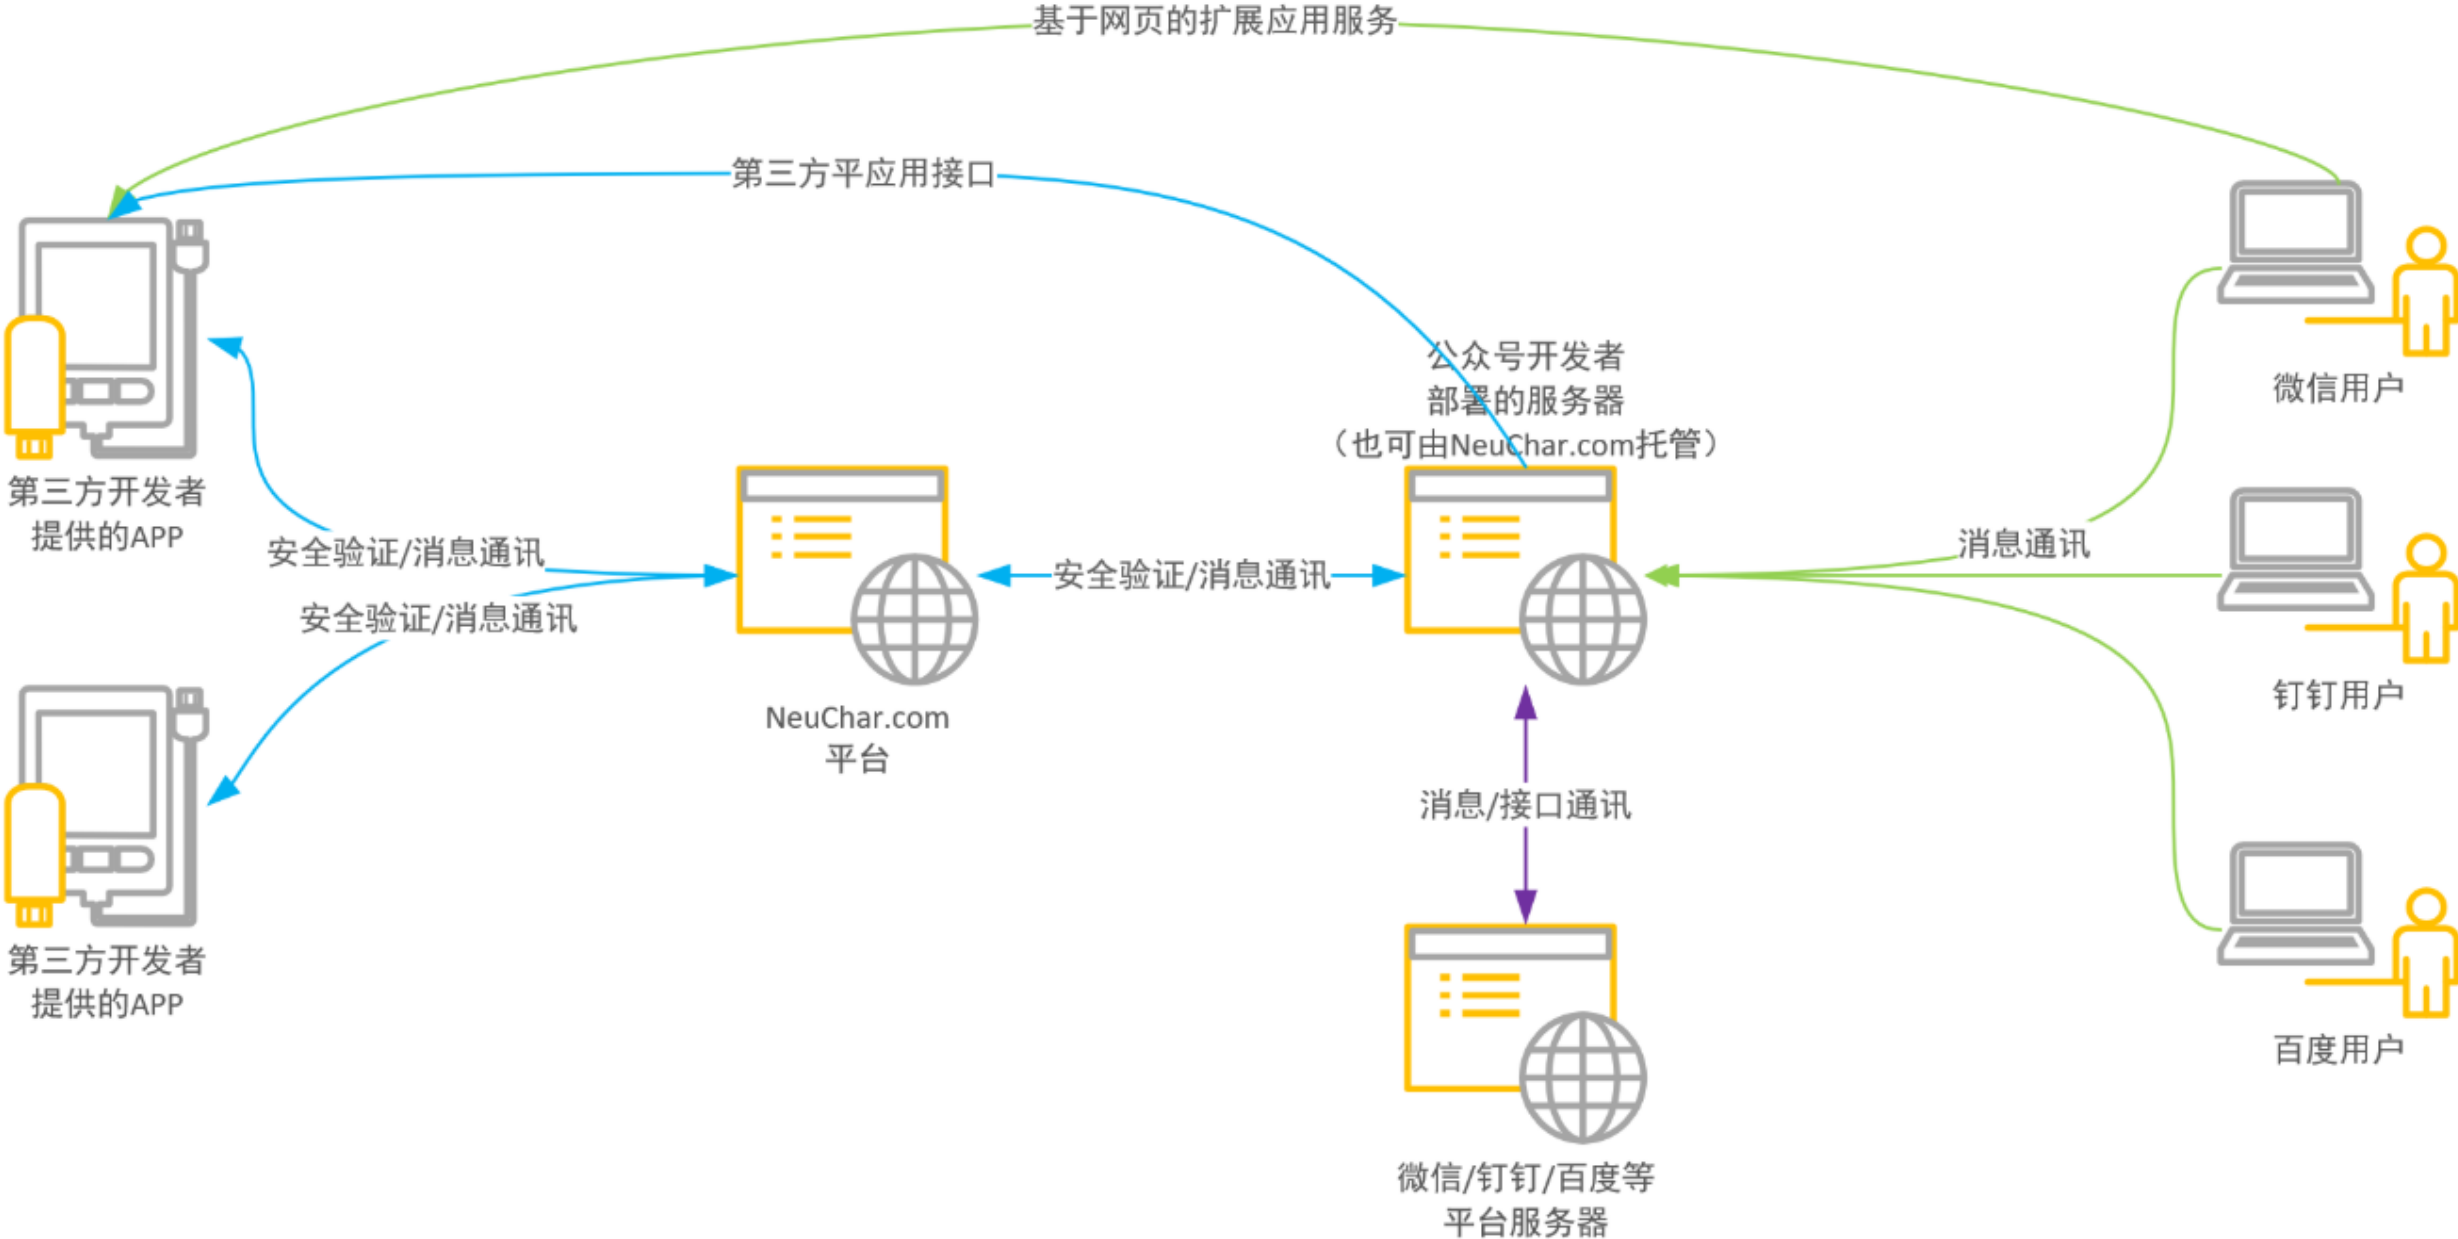 基于网页的扩展应用服务
第三方平应用接口
公众号开发者
部署的服务器
（也可由NeuChar.com托管）
微信用户
第三方开发者
提供的APP
安全验证/消息通讯
安全验证/消息通讯
安全验证/消息通讯
消息通讯
NeuChar.com
平台
钉钉用户
消息/接口通讯
第三方开发者
提供的APP
百度用户
微信/钉钉/百度等
平台服务器